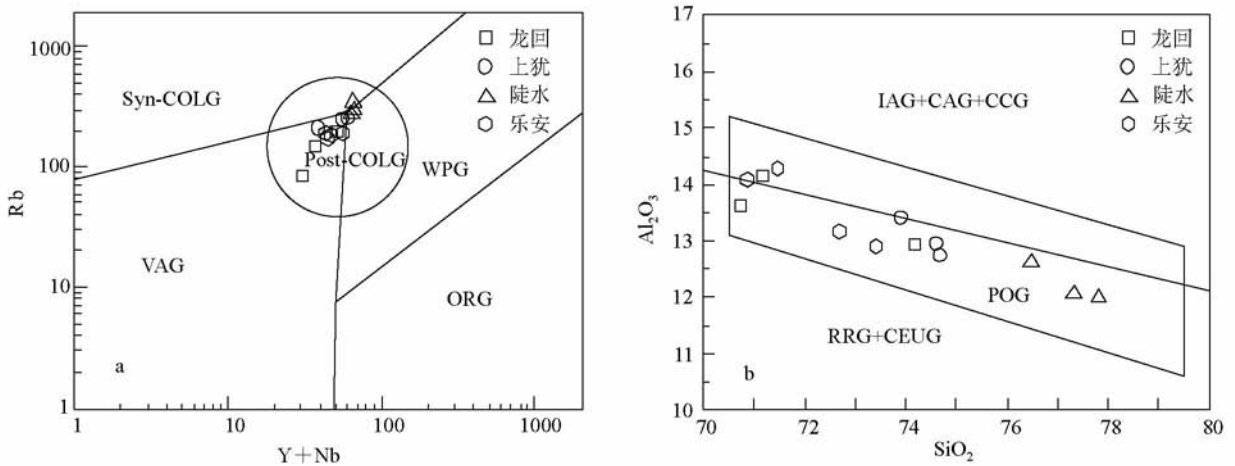 1000
100
10
1
Rb
1
10
100
1000
Y+Nb
龙回
上犹
陡水
乐安
Syn-COLG
Post-COLG
WPG
VAG
ORG
a
17
16
15
14
13
12
11
10
Al₂O₃
70
72
74
76
78
80
SiO₂
龙回
上犹
陡水
乐安
IAG+CAG+CCG
POG
RRG+CEUG
b